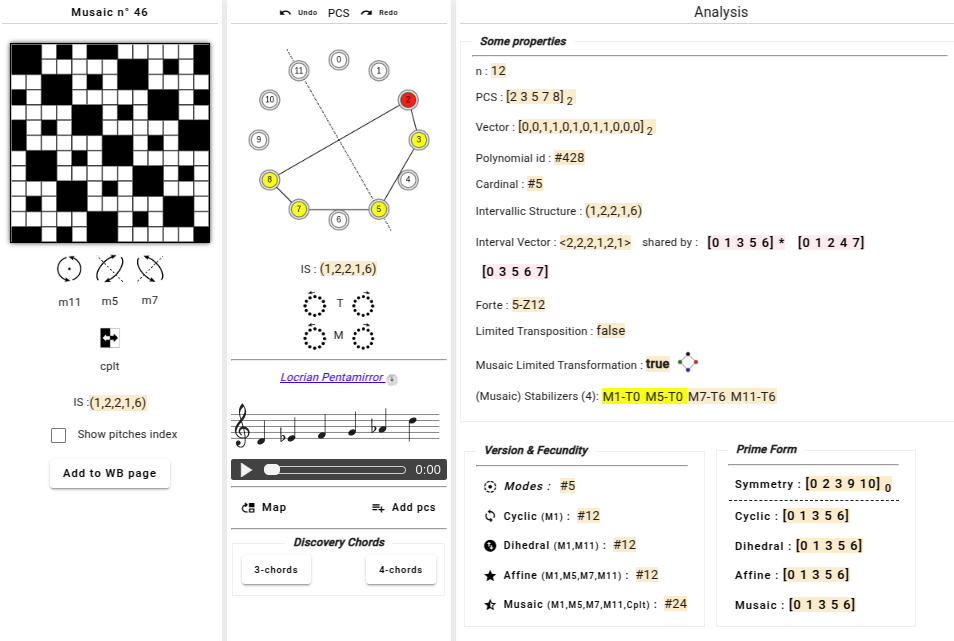 Musaic n° 46
m11
m5
m7
cplt
IS :(1,2,2,1,6)
Show pitches index
Add to WB page
Undo PCS Redo
0
11
1
10
2
9
3
8
4
7
5
6
IS : (1,2,2,1,6)
T
M
Locrian Pentamirror
0:00
Map
Add pcs
Discovery Chords
3-chords
4-chords
Analysis
Some properties
n : 12
PCS : [2 3 5 7 8] 2
Vector : [0,0,1,1,0,1,0,1,1,0,0,0] 2
Polynomial id : #428
Cardinal : #5
Intervallic Structure : (1,2,2,1,6)
Interval Vector : <2,2,2,1,2,1> shared by : [0 1 3 5 6] * [0 1 2 4 7]
[0 3 5 6 7]
Forte : 5-Z12
Limited Transposition : false
Musaic Limited Transformation : true
(Musaic) Stabilizers (4): M1-T0 M5-T0 M7-T6 M11-T6
Version & Fecundity
Modes : #5
Cyclic (M1) : #12
Dihedral (M1,M11) : #12
Affine (M1,M5,M7,M11) : #12
Musaic (M1,M5,M7,M11,Cplt) : #24
Prime Form
Symmetry : [0 2 3 9 10] 0
Cyclic : [0 1 3 5 6]
Dihedral : [0 1 3 5 6]
Affine : [0 1 3 5 6]
Musaic : [0 1 3 5 6]